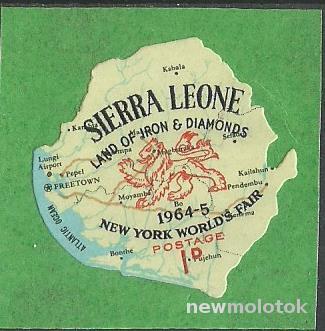 Kabala
SIERRA LEONE
LAND OF IRON & DIAMONDS
Lungi
Airport
Pepel
FREETOWN
Kailahun
Pendembu
Moyamba
Bo
1964-5
NEW YORK WORLD'S FAIR
POSTAGE
1D
Bonthe
Pujehun
ATLANTIC OCEAN
newmolotok